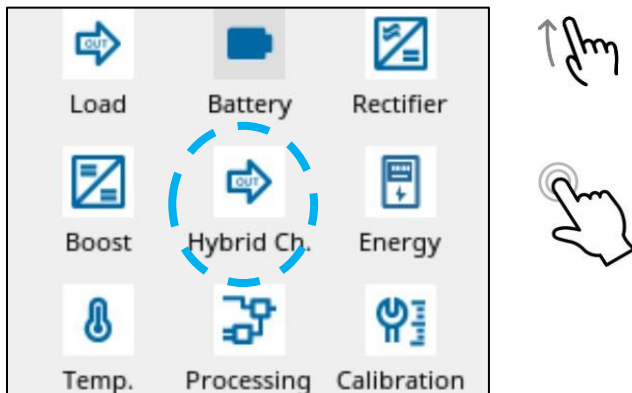 OUT
Load Battery Rectifier
OUT
Boost Hybrid Ch. Energy
Temp. Processing Calibration